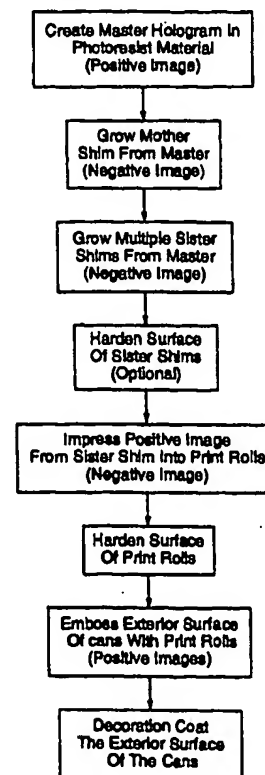 Create Master Hologram In
Photoresist Material
(Positive Image)
Grow Mother
Shim From Master
(Negative Image)
Grow Multiple Sister
Shims From Master
(Negative Image)
Harden Surface
Of Sister Shims
(Optional)
Impress Positive Image
From Sister Shim Into Print Rolls
(Negative Image)
Harden Surface
Of Print Rolls
Emboss Exterior Surface
Of cans With Print Rolls
(Positive Images)
Decoration Coat
The Exterior Surface
Of The Cans